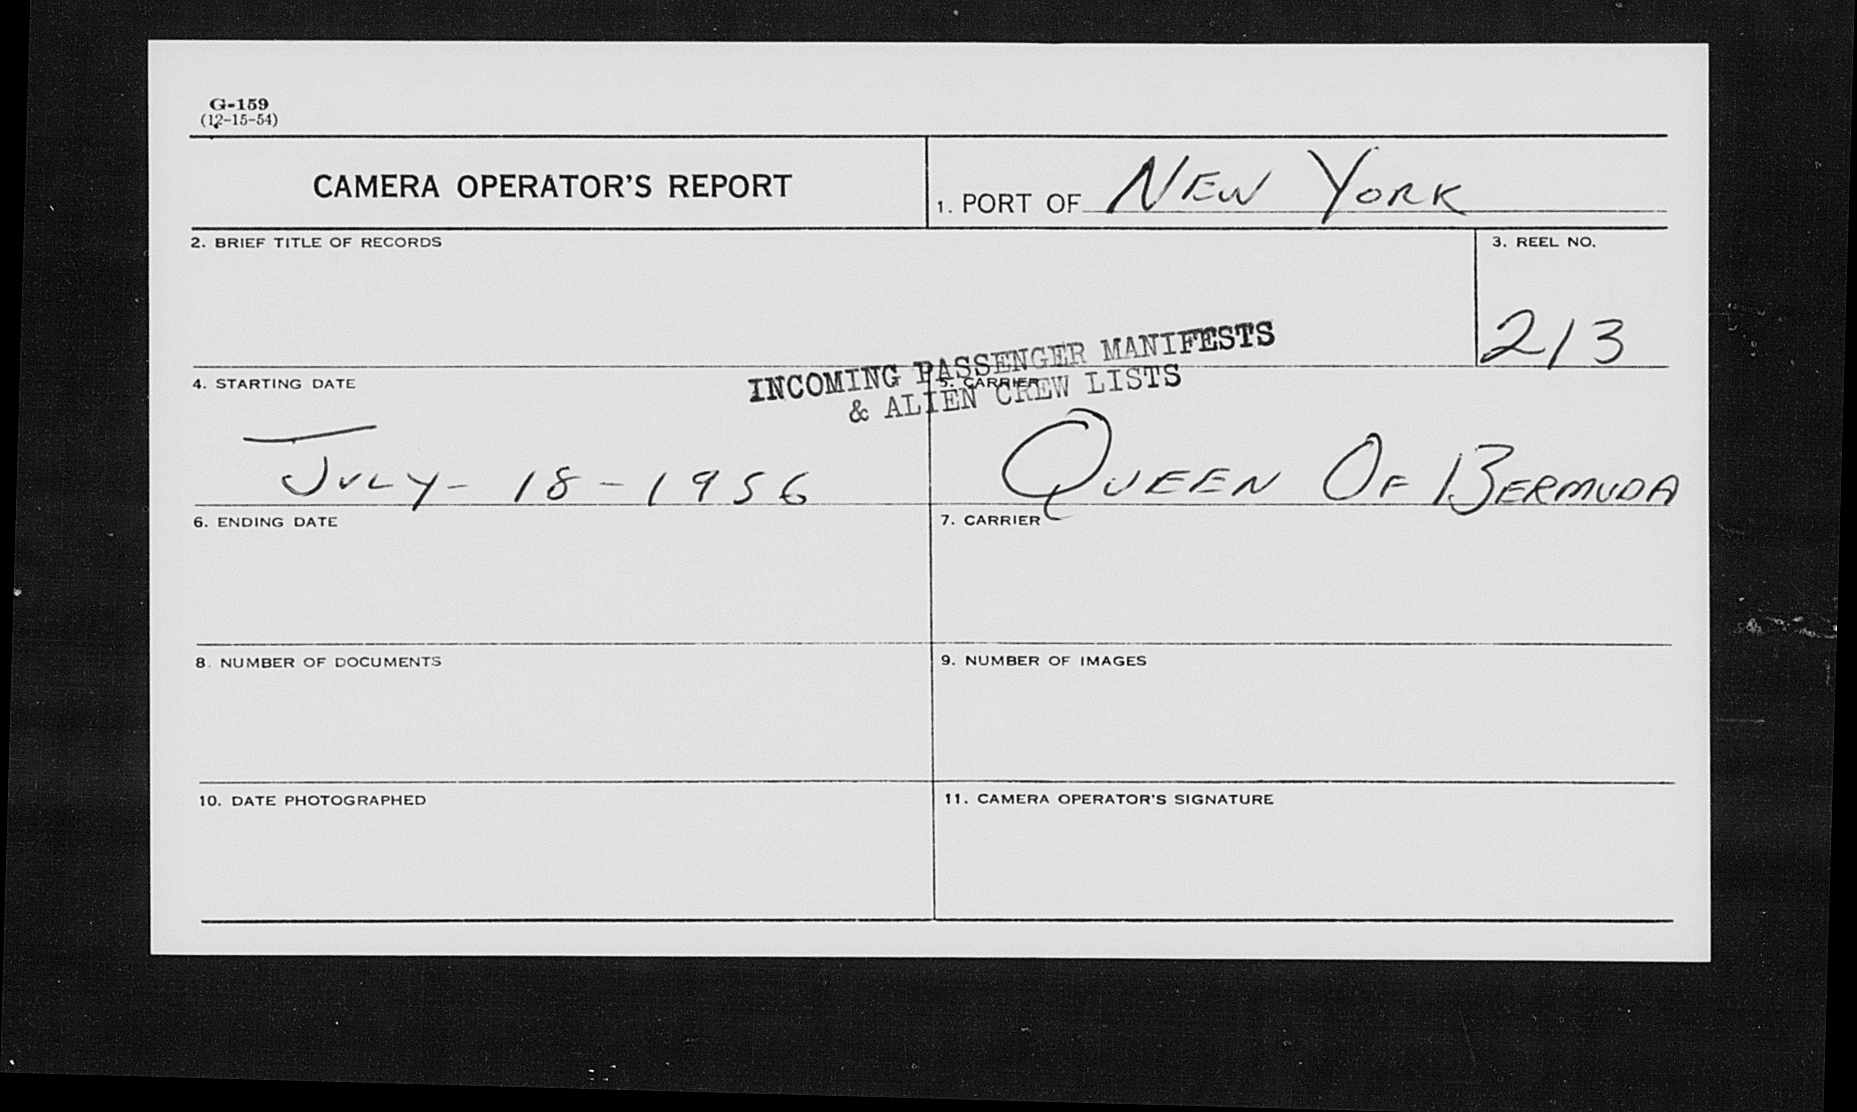 G-159
(12-15-54)
CAMERA OPERATOR'S REPORT
1. PORT OF NEW YORK
2. BRIEF TITLE OF RECORDS
3. REEL NO.
213
INCOMING PASSENGER MANIFESTS
& ALIEN CREW LISTS
4. STARTING DATE
JULY - 18 - 1956
5. CARRIER
QUEEN OF BERMUDA
6. ENDING DATE
7. CARRIER
8. NUMBER OF DOCUMENTS
9. NUMBER OF IMAGES
10. DATE PHOTOGRAPHED
11. CAMERA OPERATOR'S SIGNATURE